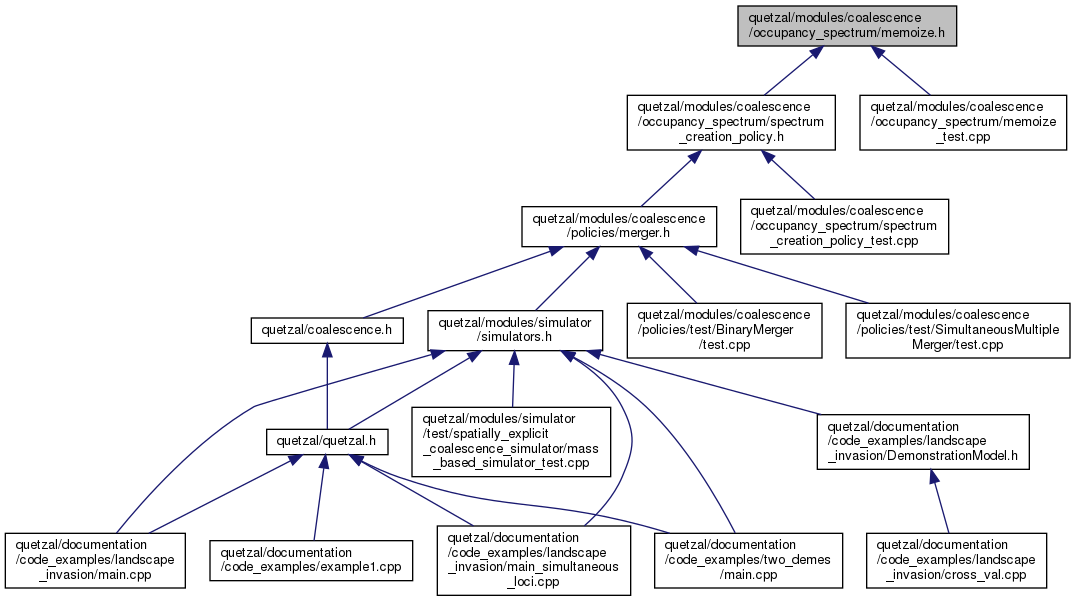 quetzal/modules/coalescence
/occupancy_spectrum/memoize.h
quetzal/modules/coalescence
/occupancy_spectrum/spectrum
_creation_policy.h
quetzal/modules/coalescence
/occupancy_spectrum/memoize
_test.cpp
quetzal/modules/coalescence
/policies/merger.h
quetzal/modules/coalescence
/occupancy_spectrum/spectrum
_creation_policy_test.cpp
quetzal/coalescence.h
quetzal/modules/simulator
/simulators.h
quetzal/modules/coalescence
/policies/test/BinaryMerger
/test.cpp
quetzal/modules/coalescence
/policies/test/SimultaneousMultiple
Merger/test.cpp
quetzal/quetzal.h
quetzal/modules/simulator
/test/spatially_explicit
_coalescence_simulator/mass
_based_simulator_test.cpp
quetzal/documentation
/code_examples/landscape
_invasion/DemonstrationModel.h
quetzal/documentation
/code_examples/landscape
_invasion/main.cpp
quetzal/documentation
/code_examples/example1.cpp
quetzal/documentation
/code_examples/landscape
_invasion/main_simultaneous
_loci.cpp
quetzal/documentation
/code_examples/two_demes
/main.cpp
quetzal/documentation
/code_examples/landscape
_invasion/cross_val.cpp